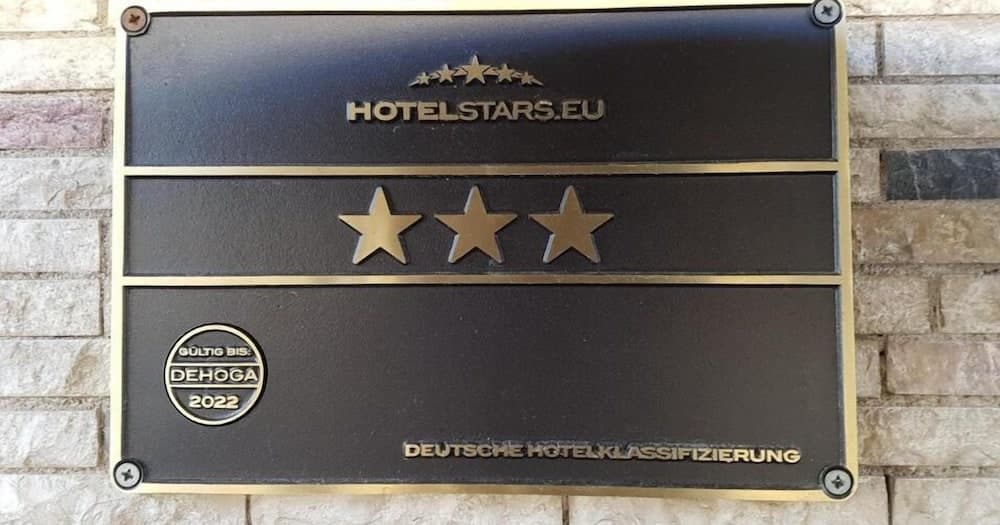 HOTELSTARS.EU
GÜLTIG BIS:
DEHOGA
2022
DEUTSCHE HOTELKLASSIFIZIERUNG